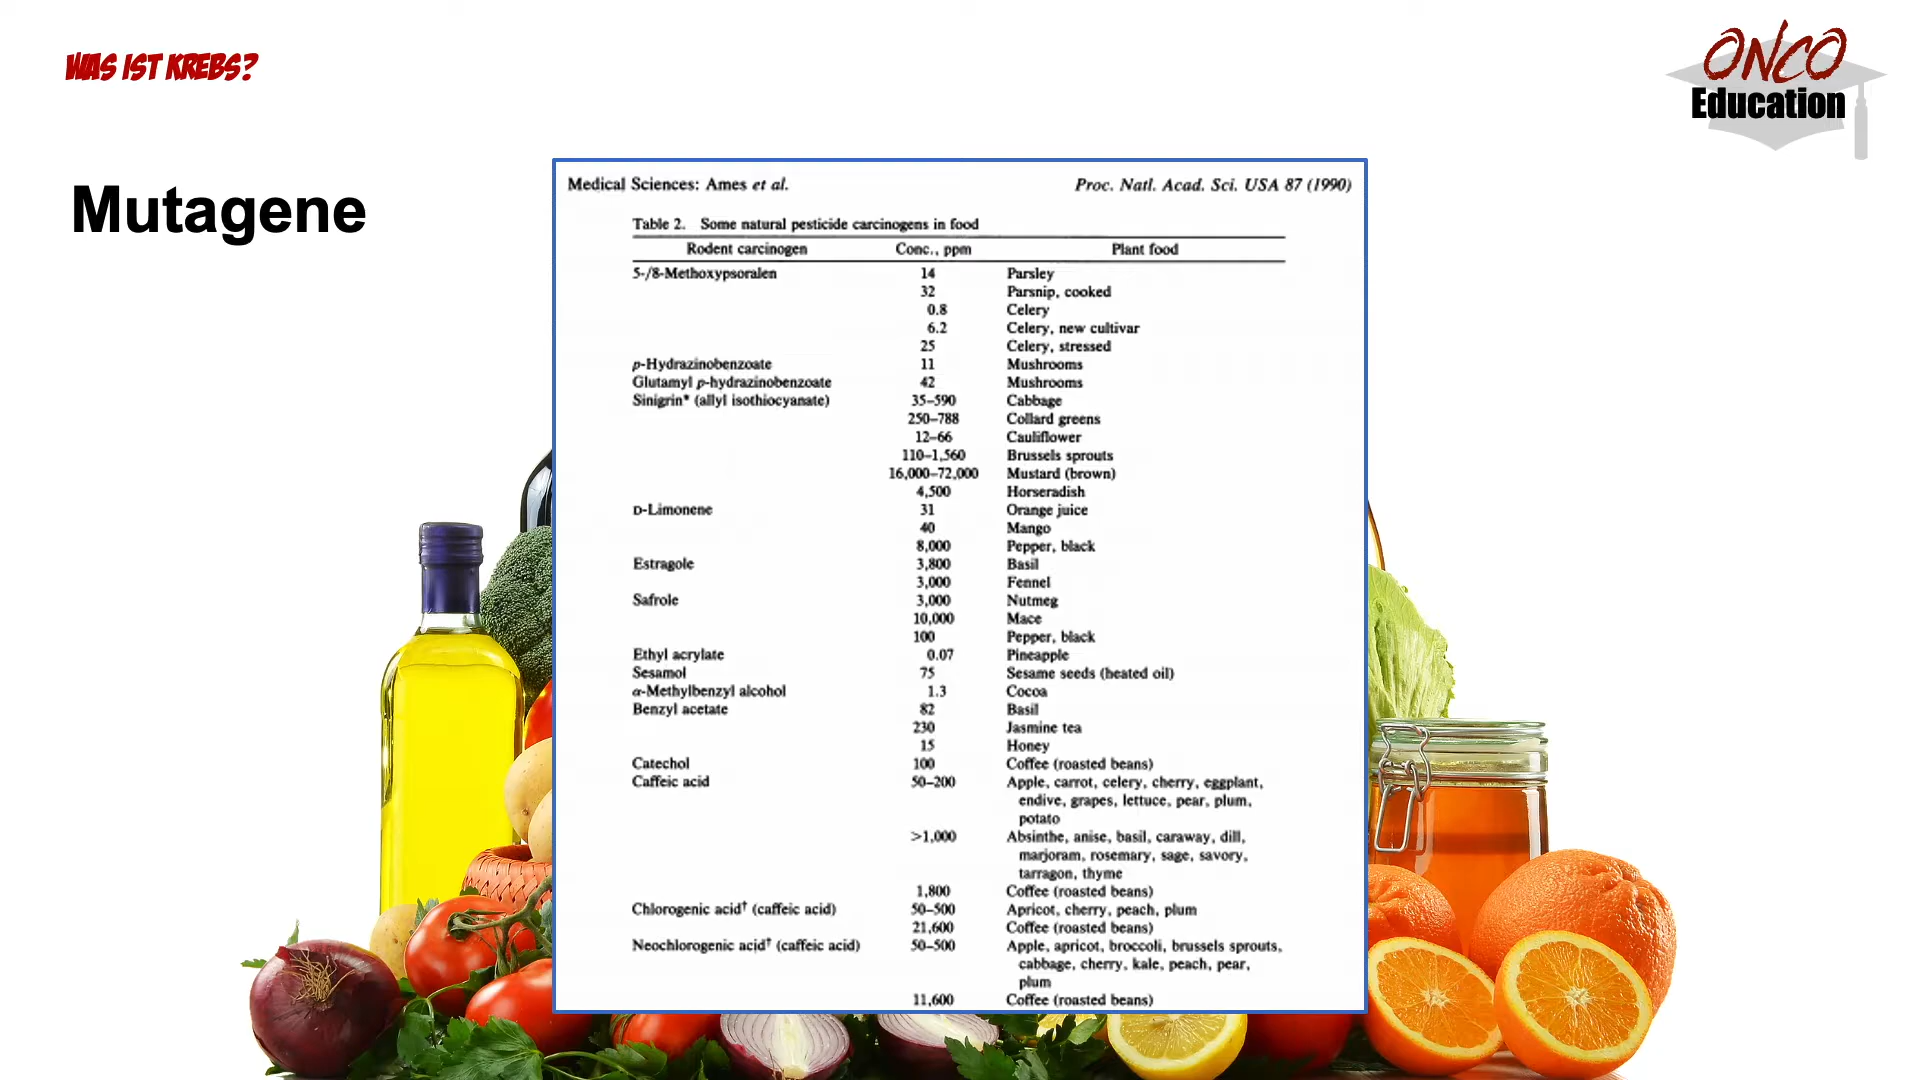 WAS IST KREBS?
ONCO
Education
Mutagene
Medical Sciences: Ames et al. Proc. Natl. Acad. Sci. USA 87 (1990)
Table 2. Some natural pesticide carcinogens in food
Rodent carcinogen Conc., ppm Plant food
5-/8-Methoxypsoralen 14 Parsley
32 Parsnip, cooked
0.8 Celery
6.2 Celery, new cultivar
25 Celery, stressed
p-Hydrazinobenzoate 11 Mushrooms
Glutamyl p-hydrazinobenzoate 42 Mushrooms
Sinigrin* (allyl isothiocyanate) 35–590 Cabbage
250–788 Collard greens
12–66 Cauliflower
110–1,560 Brussels sprouts
16,000–72,000 Mustard (brown)
4,500 Horseradish
D-Limonene 31 Orange juice
40 Mango
8,000 Pepper, black
Estragole 3,800 Basil
3,000 Fennel
Safrole 3,000 Nutmeg
10,000 Mace
100 Pepper, black
Ethyl acrylate 0.07 Pineapple
Sesamol 75 Sesame seeds (heated oil)
α-Methylbenzyl alcohol 1.3 Cocoa
Benzyl acetate 82 Basil
230 Jasmine tea
15 Honey
Catechol 100 Coffee (roasted beans)
Caffeic acid 50–200 Apple, carrot, celery, cherry, eggplant,
endive, grapes, lettuce, pear, plum,
potato
>1,000 Absinthe, anise, basil, caraway, dill,
marjoram, rosemary, sage, savory,
tarragon, thyme
1,800 Coffee (roasted beans)
Chlorogenic acid† (caffeic acid) 50–500 Apricot, cherry, peach, plum
21,600 Coffee (roasted beans)
Neochlorogenic acid† (caffeic acid) 50–500 Apple, apricot, broccoli, brussels sprouts,
cabbage, cherry, kale, peach, pear,
plum
11,600 Coffee (roasted beans)